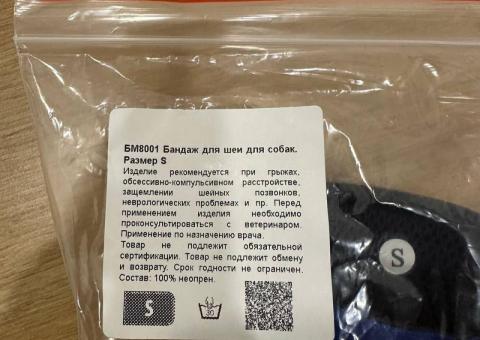 БМ8001 Бандаж для шеи для собак.
Размер S
Изделие рекомендуется при грыжах,
обсессивно-компульсивном расстройстве,
защемлении шейных позвонков,
неврологических проблемах и пр. Перед
применением изделия необходимо
проконсультироваться с ветеринаром.
Применение по назначению врача.
Товар не подлежит обязательной
сертификации. Товар не подлежит обмену
и возврату. Срок годности не ограничен.
Состав: 100% неопрен.
S
30
S